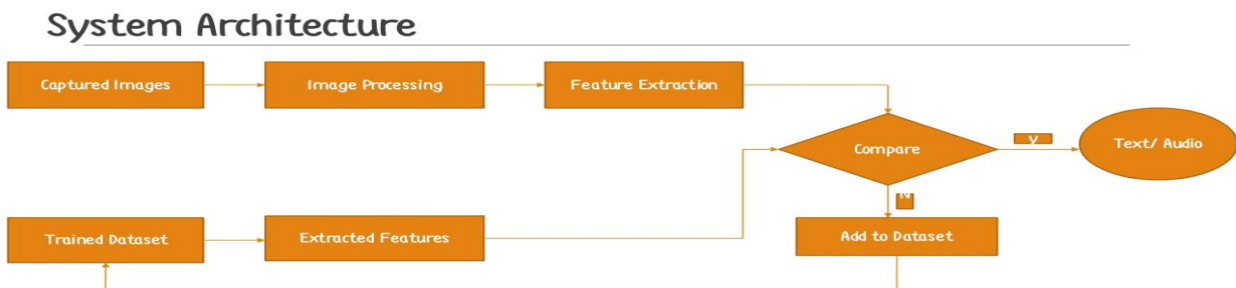 System Architecture
Captured Images
Image Processing
Feature Extraction
Compare
Y
Text/ Audio
N
Trained Dataset
Extracted Features
Add to Dataset